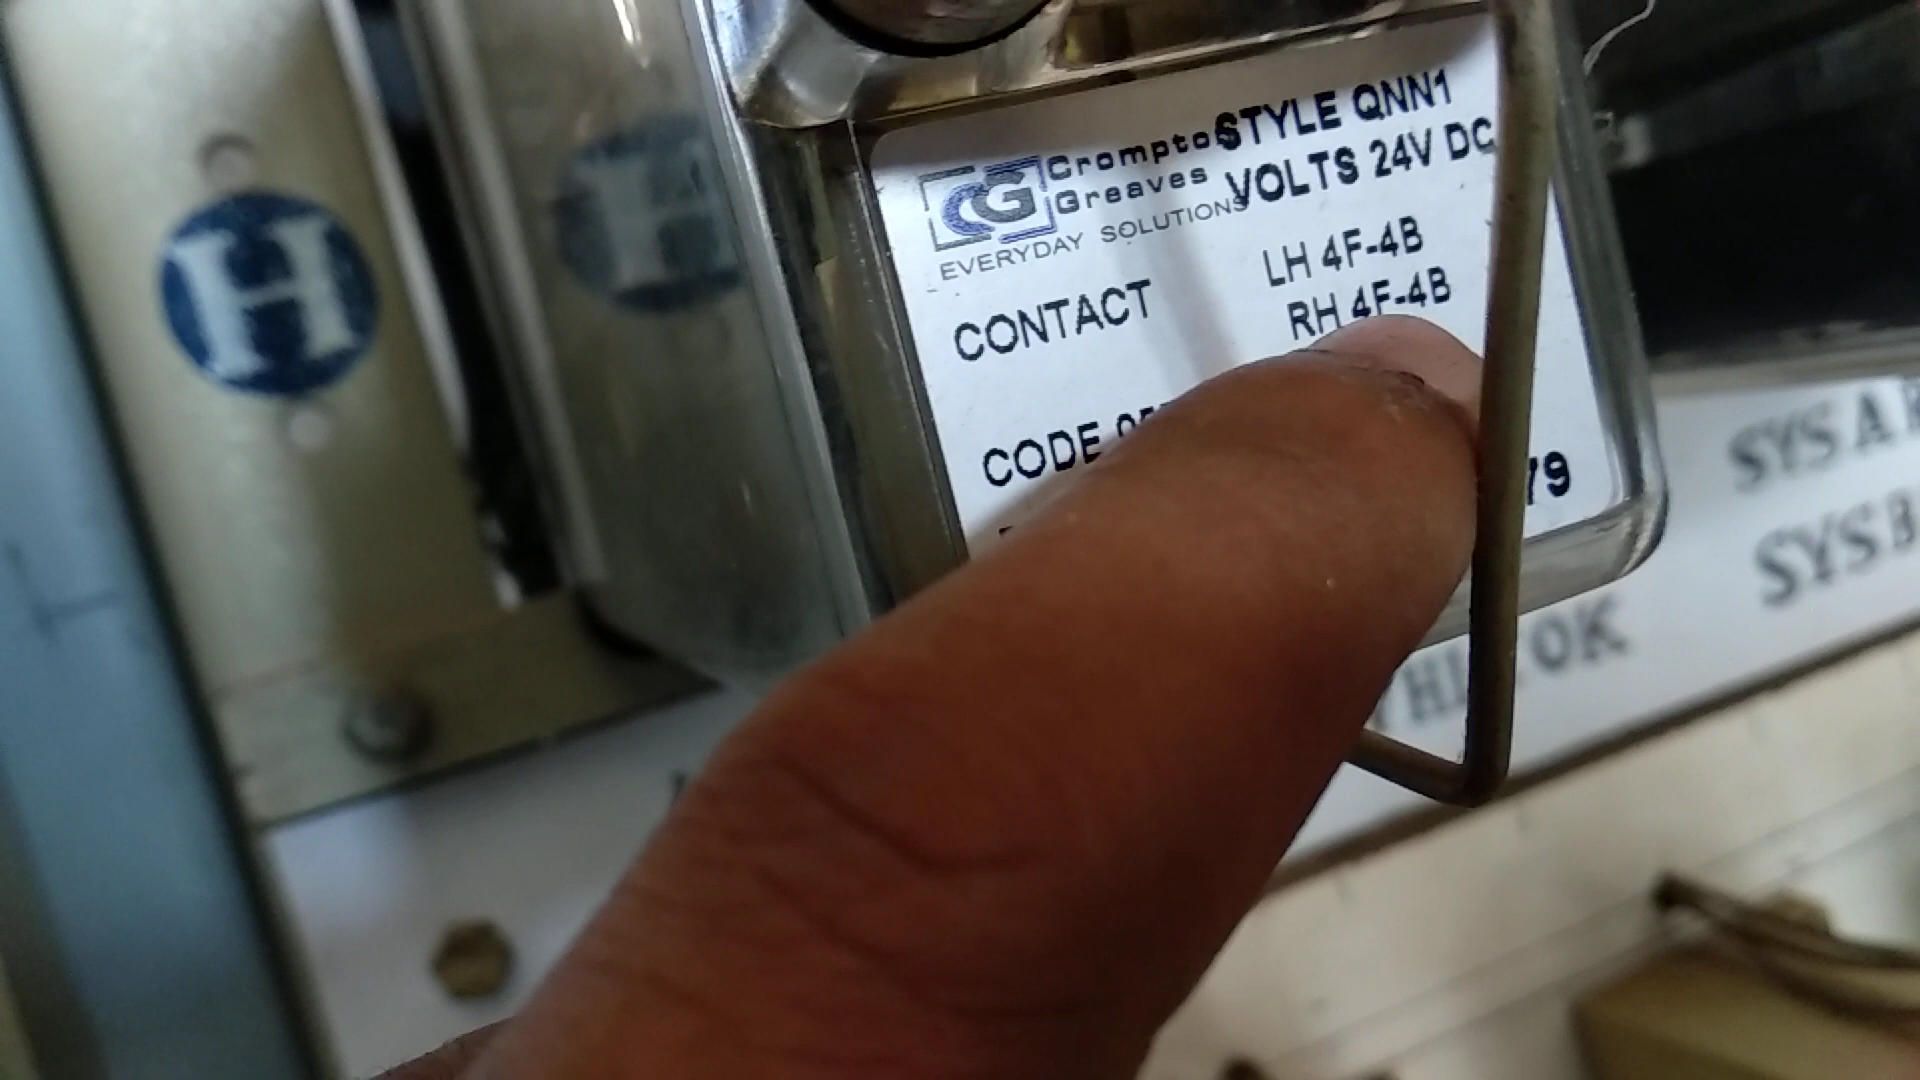 H
CG Crompton Greaves
EVERYDAY SOLUTIONS
STYLE QNN1
VOLTS 24V DC
CONTACT LH 4F-4B
RH 4F-4B
CODE
79
SYS A
SYS B
OK